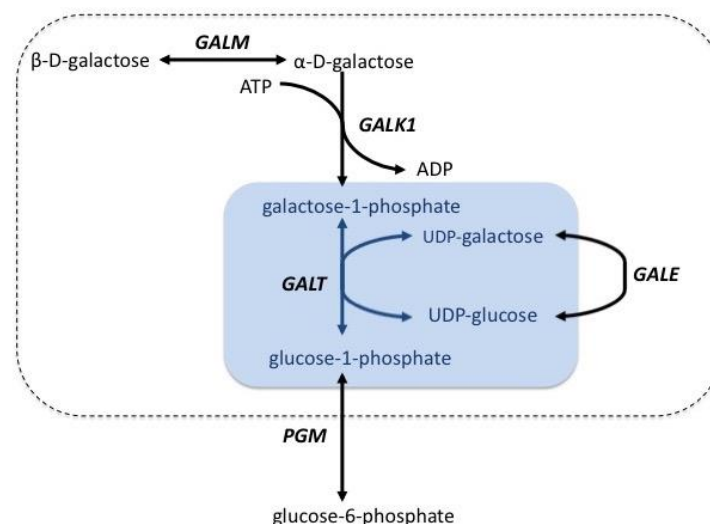 GALM
β-D-galactose α-D-galactose
ATP
GALK1
ADP
galactose-1-phosphate
UDP-galactose
GALT GALE
UDP-glucose
glucose-1-phosphate
PGM
glucose-6-phosphate